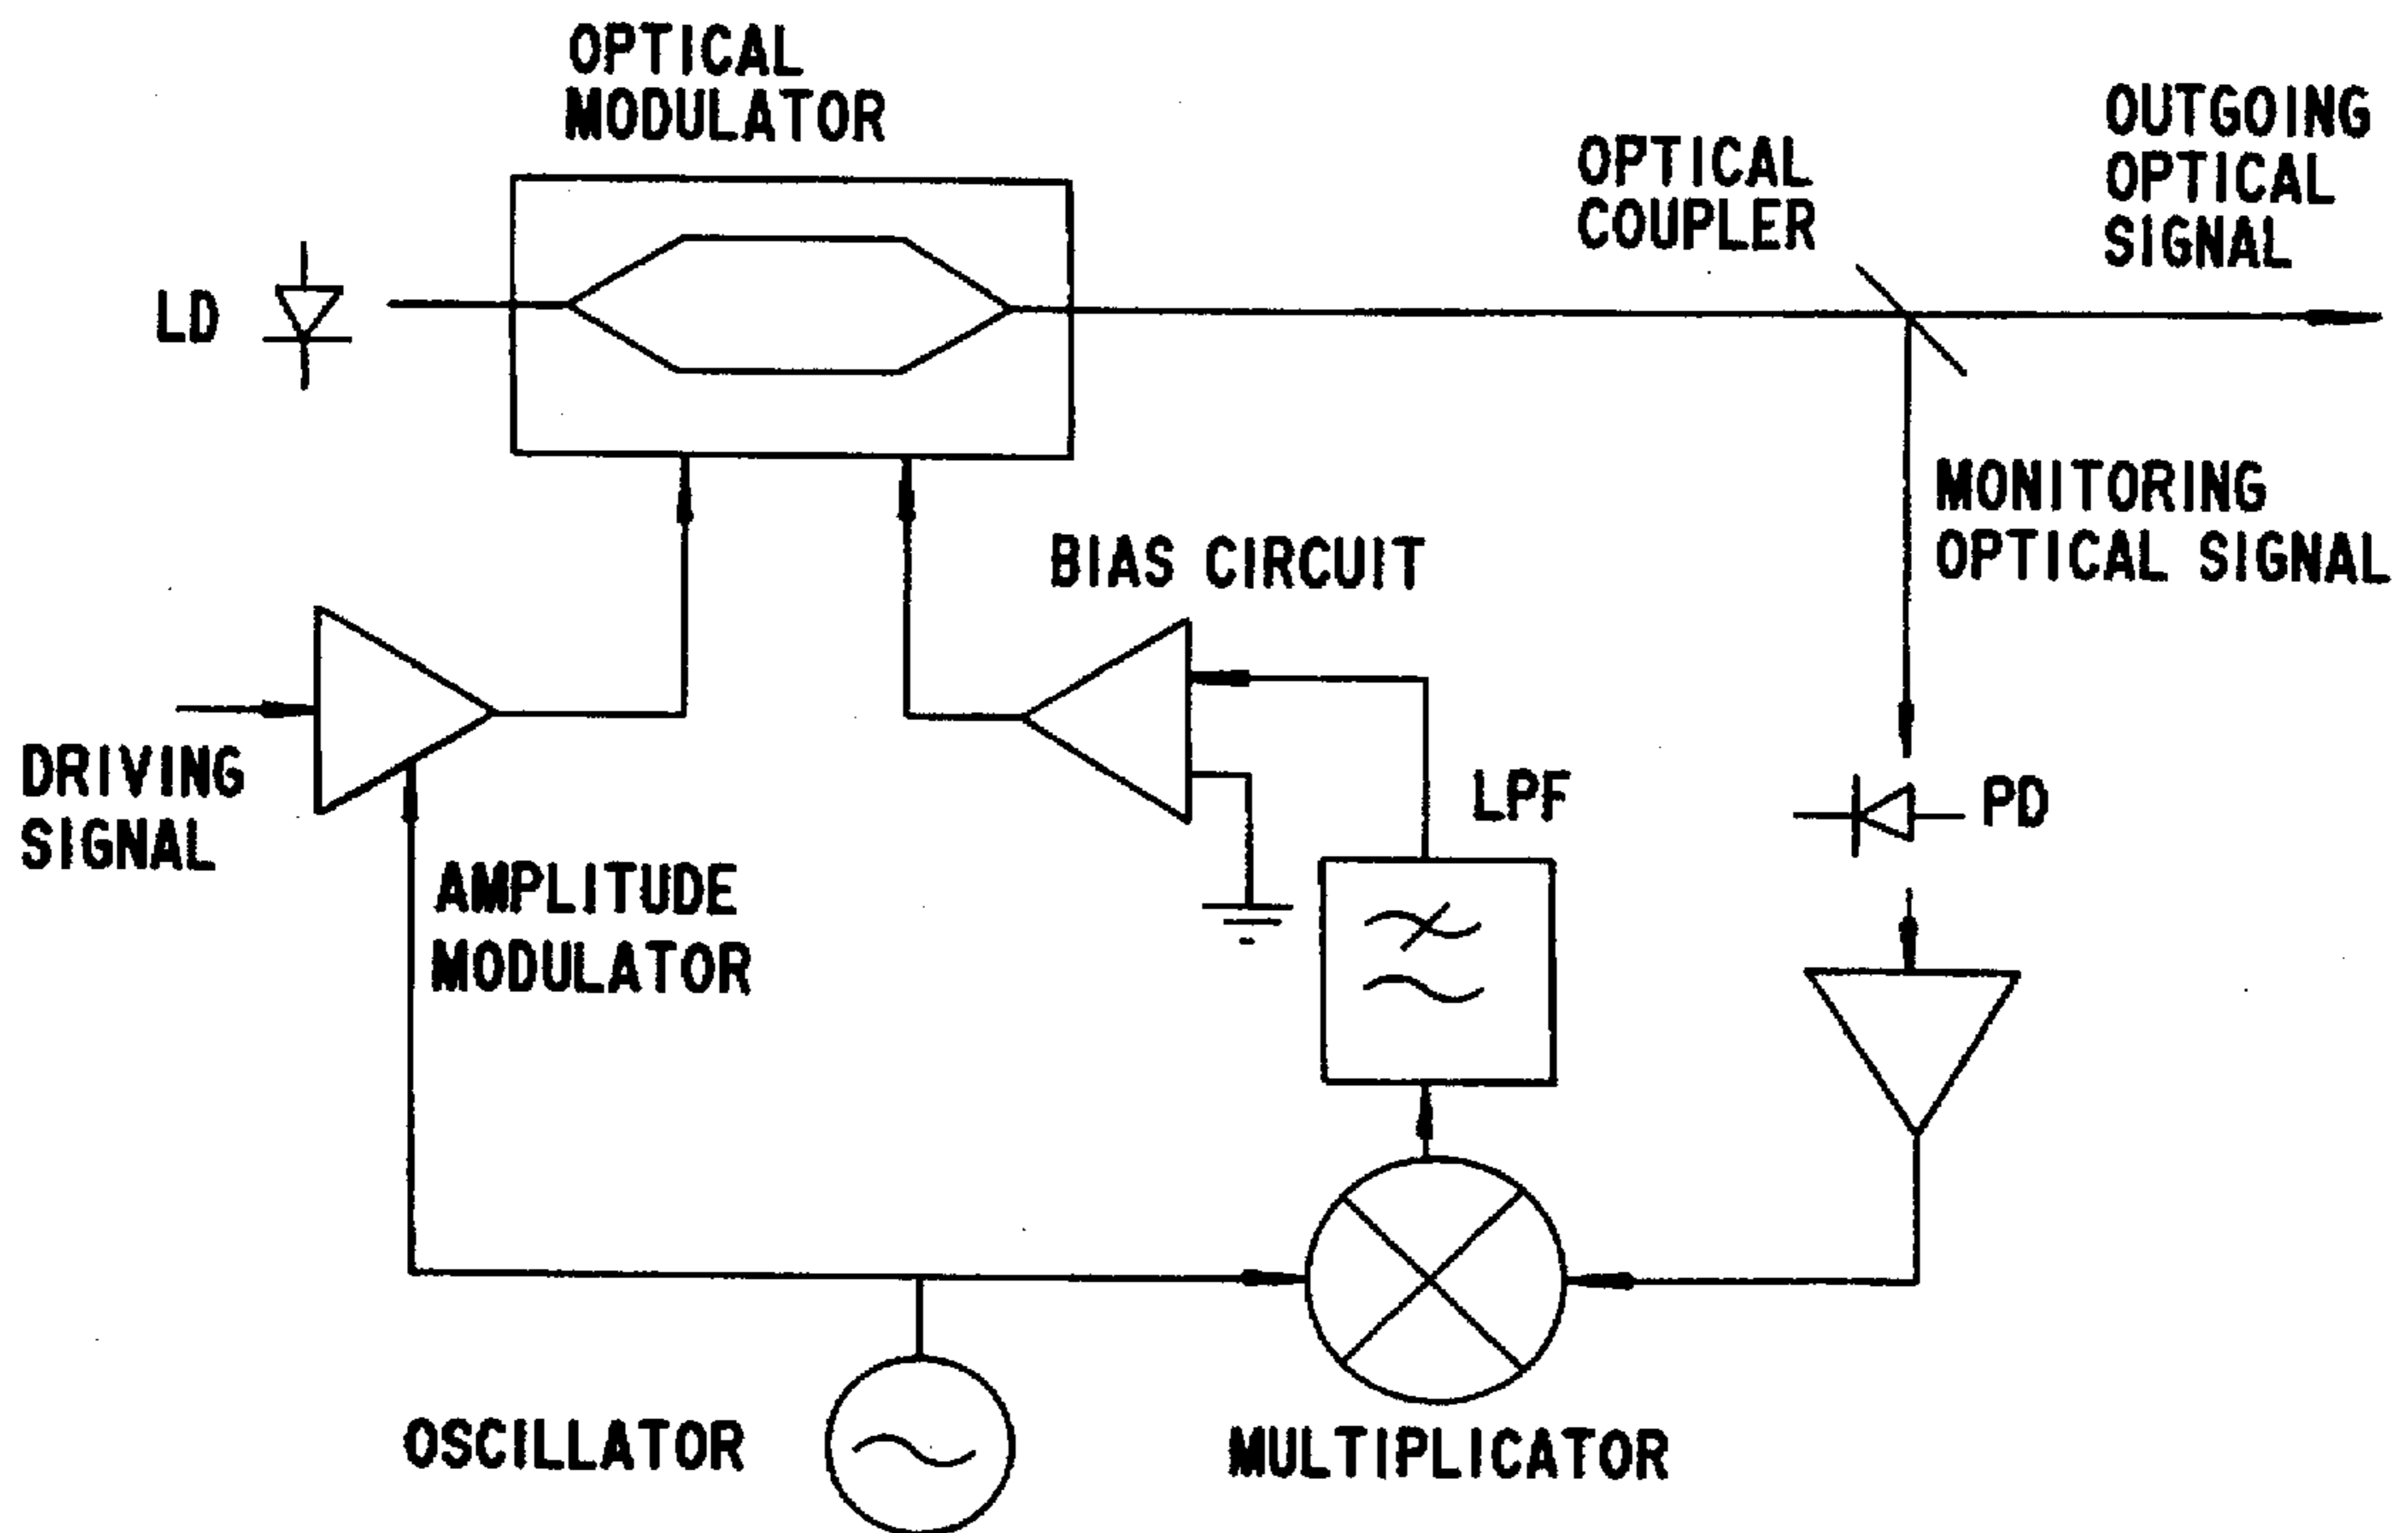 OPTICAL
MODULATOR
OUTGOING
OPTICAL
SIGNAL
OPTICAL
COUPLER
LD
MONITORING
OPTICAL SIGNAL
BIAS CIRCUIT
DRIVING
SIGNAL
LPF
PD
AMPLITUDE
MODULATOR
OSCILLATOR
MULTIPLICATOR